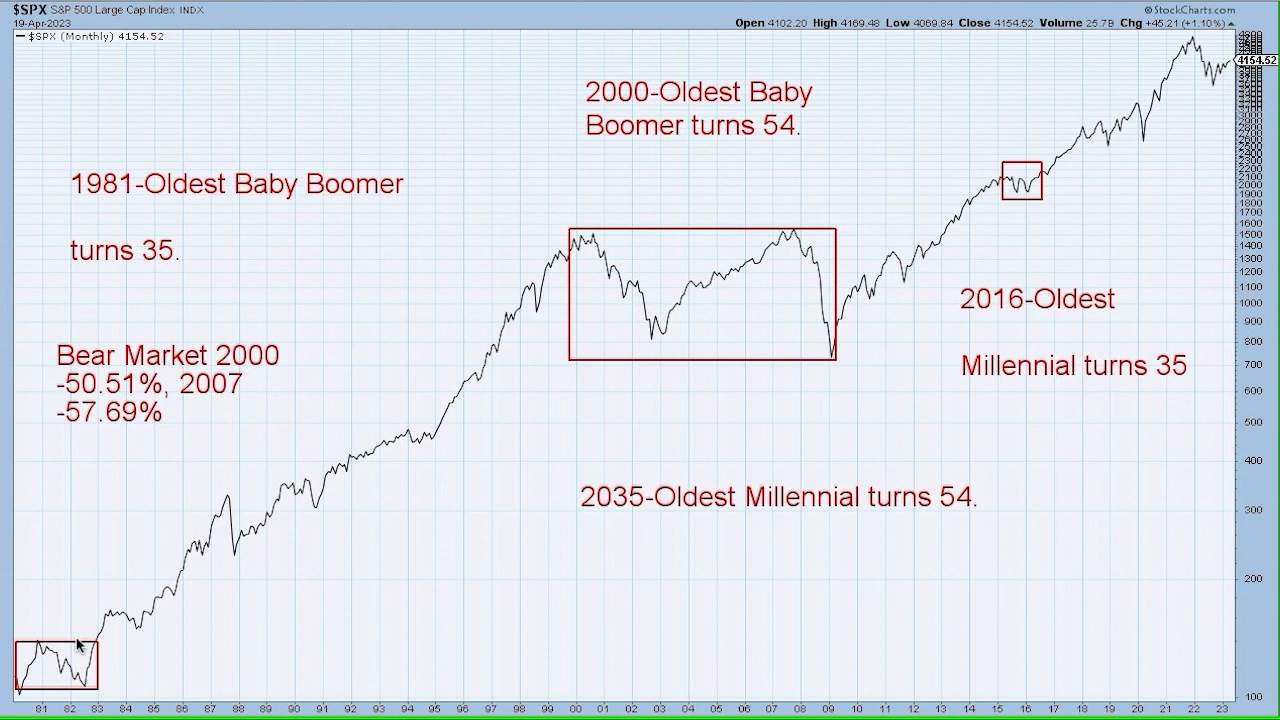 $SPX S&P 500 Large Cap Index INDX
© StockCharts.com
19-Apr-2023
Open 4102.20 High 4169.48 Low 4069.84 Close 4154.52 Volume 25.7B Chg +45.21 (+1.10%)
$SPX (Monthly) 4154.52
4154.52
2000-Oldest Baby
Boomer turns 54.
1981-Oldest Baby Boomer
turns 35.
2016-Oldest
Millennial turns 35
Bear Market 2000
-50.51%, 2007
-57.69%
2035-Oldest Millennial turns 54.
2300
2200
2100
2000
1900
1800
1700
1600
1500
1400
1300
1200
1100
1000
900
800
700
600
500
400
300
200
100
81 82 83 84 85 86 87 88 89 90 91 92 93 94 95 96 97 98 99 00 01 02 03 04 05 06 07 08 09 10 11 12 13 14 15 16 17 18 19 20 21 22 23